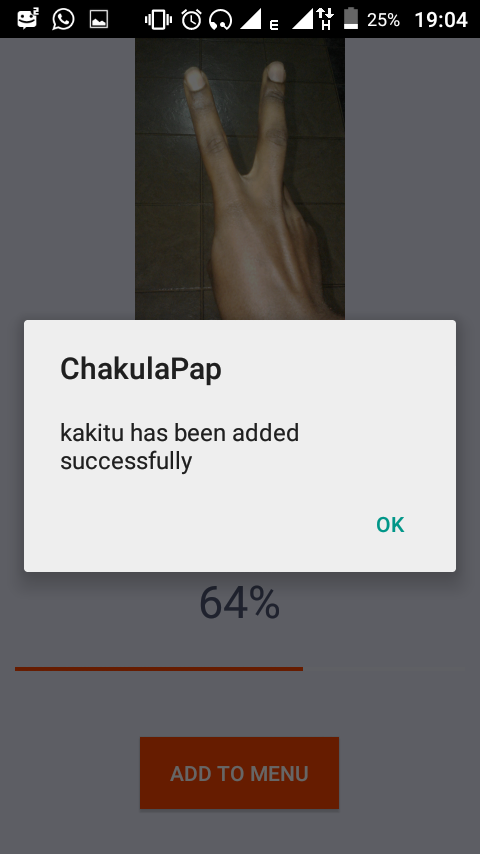 E H 25% 19:04
ChakulaPap
kakitu has been added
successfully
OK
64%
ADD TO MENU